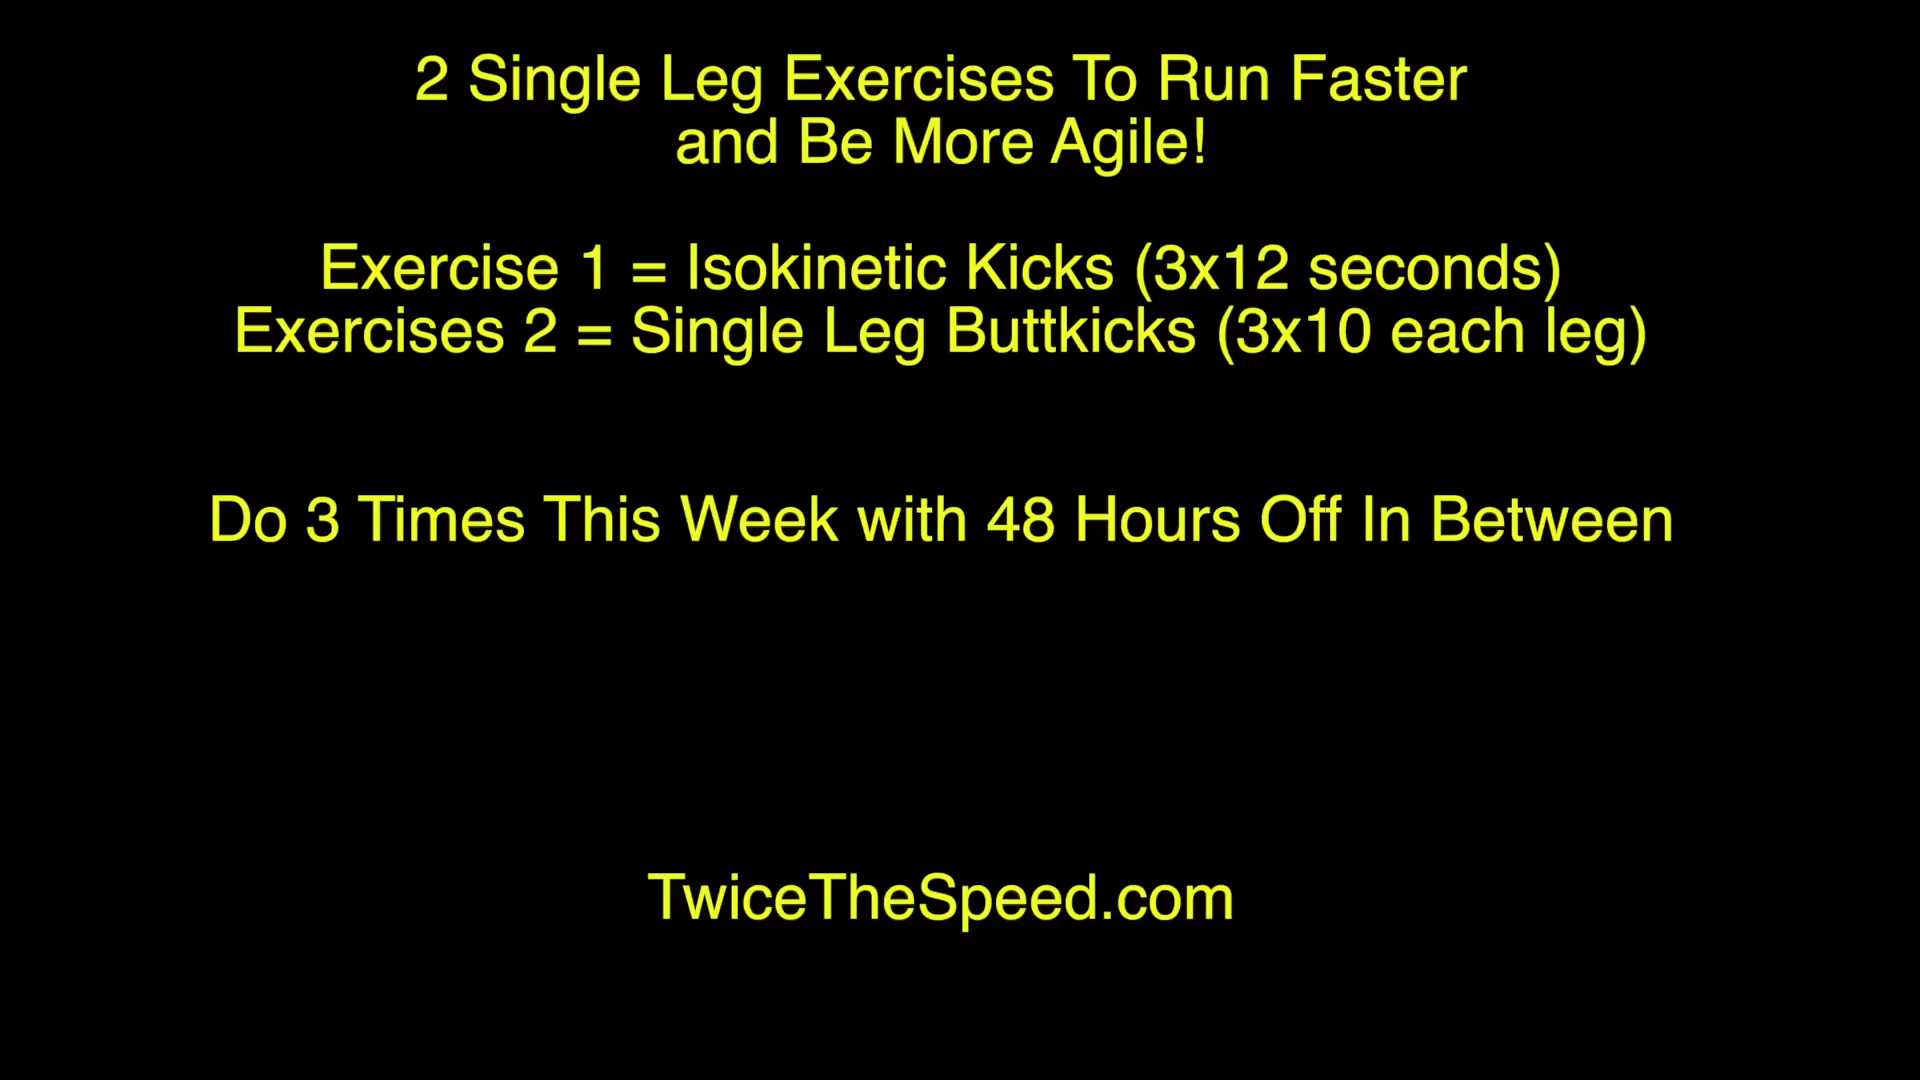 2 Single Leg Exercises To Run Faster
and Be More Agile!
Exercise 1 = Isokinetic Kicks (3x12 seconds)
Exercises 2 = Single Leg Buttkicks (3x10 each leg)
Do 3 Times This Week with 48 Hours Off In Between
TwiceTheSpeed.com